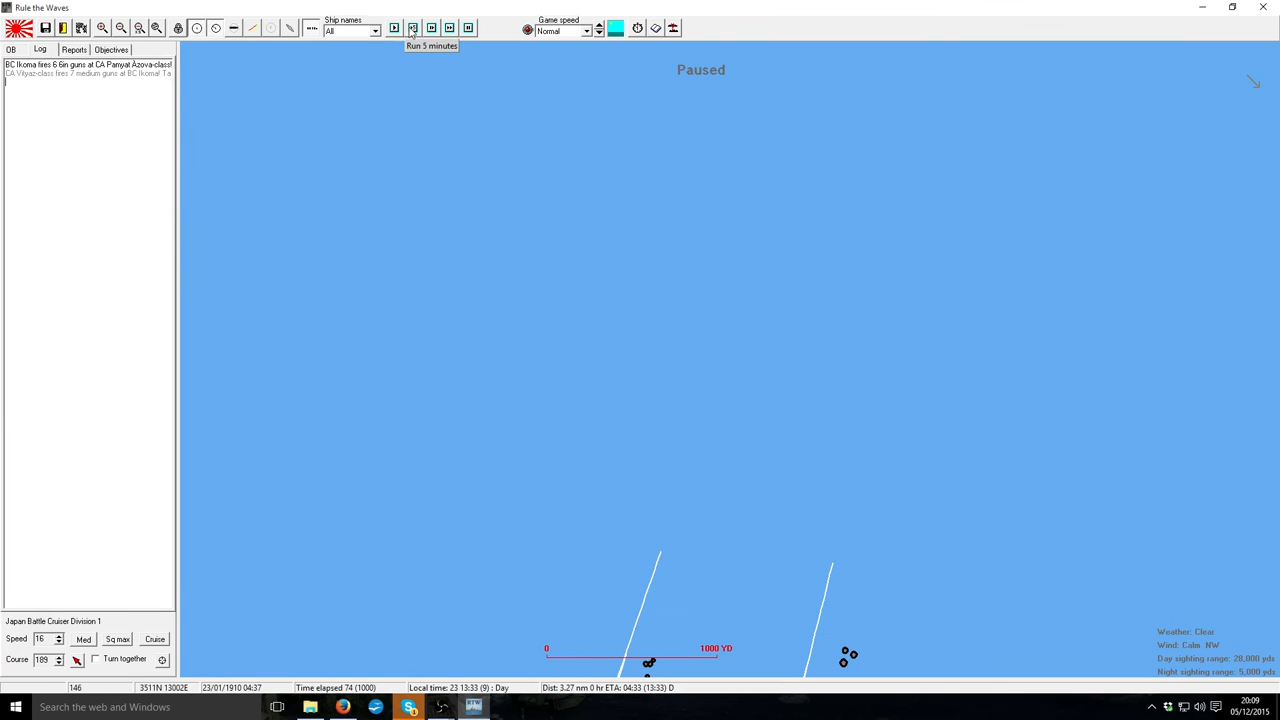 Rule the Waves
Ship names
All
Game speed
Normal
Run 5 minutes
OB Log Reports Objectives
BC Ikoma fires 6 6in guns at CA Pamyat Azova-class!
CA Vityaz-class fires 7 medium guns at BC Ikoma! Ta
Paused
0 1000 YD
Weather: Clear
Wind: Calm NW
Day sighting range: 28,000 yds
Night sighting range: 5,000 yds
Japan Battle Cruiser Division 1
Speed 16 Med Sq max Cruise
Course 189 Turn together
146 3511N 13002E 23/01/1910 04:37 Time elapsed 74 (1000) Local time: 23 13:33 (9) : Day Dist: 3.27 nm 0 hr ETA: 04:33 (13:33) D
Search the web and Windows
RTW
20:09
05/12/2015